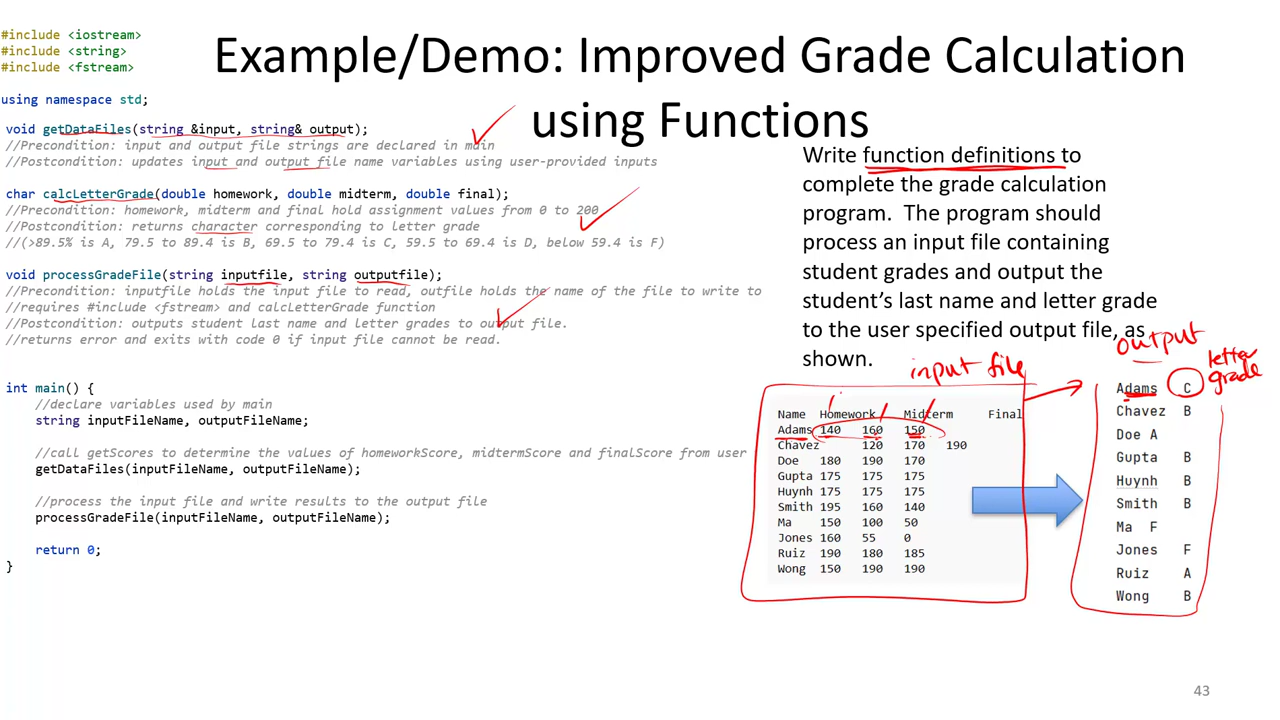 #include <iostream>
#include <string>
#include <fstream>
Example/Demo: Improved Grade Calculation
using Functions
using namespace std;
void getDataFiles(string &input, string& output);
//Precondition: input and output file strings are declared in main
//Postcondition: updates input and output file name variables using user-provided inputs
char calcLetterGrade(double homework, double midterm, double final);
//Precondition: homework, midterm and final hold assignment values from 0 to 200
//Postcondition: returns character corresponding to letter grade
//(>89.5% is A, 79.5 to 89.4 is B, 69.5 to 79.4 is C, 59.5 to 69.4 is D, below 59.4 is F)
void processGradeFile(string inputfile, string outputfile);
//Precondition: inputfile holds the input file to read, outfile holds the name of the file to write to
//requires #include <fstream> and calcLetterGrade function
//Postcondition: outputs student last name and letter grades to output file.
//returns error and exits with code 0 if input file cannot be read.
int main() {
//declare variables used by main
string inputFileName, outputFileName;
//call getScores to determine the values of homeworkScore, midtermScore and finalScore from user
getDataFiles(inputFileName, outputFileName);
//process the input file and write results to the output file
processGradeFile(inputFileName, outputFileName);
return 0;
}
Write function definitions to
complete the grade calculation
program. The program should
process an input file containing
student grades and output the
student's last name and letter grade
to the user specified output file, as
shown.
input file
Name Homework Midterm Final
Adams 140 160 150
Chavez 120 170 190
Doe 180 190 170
Gupta 175 175 175
Huynh 175 175 175
Smith 195 160 140
Ma 150 100 50
Jones 160 55 0
Ruiz 190 180 185
Wong 150 190 190
output
letter
grade
Adams C
Chavez B
Doe A
Gupta B
Huynh B
Smith B
Ma F
Jones F
Ruiz A
Wong B
43